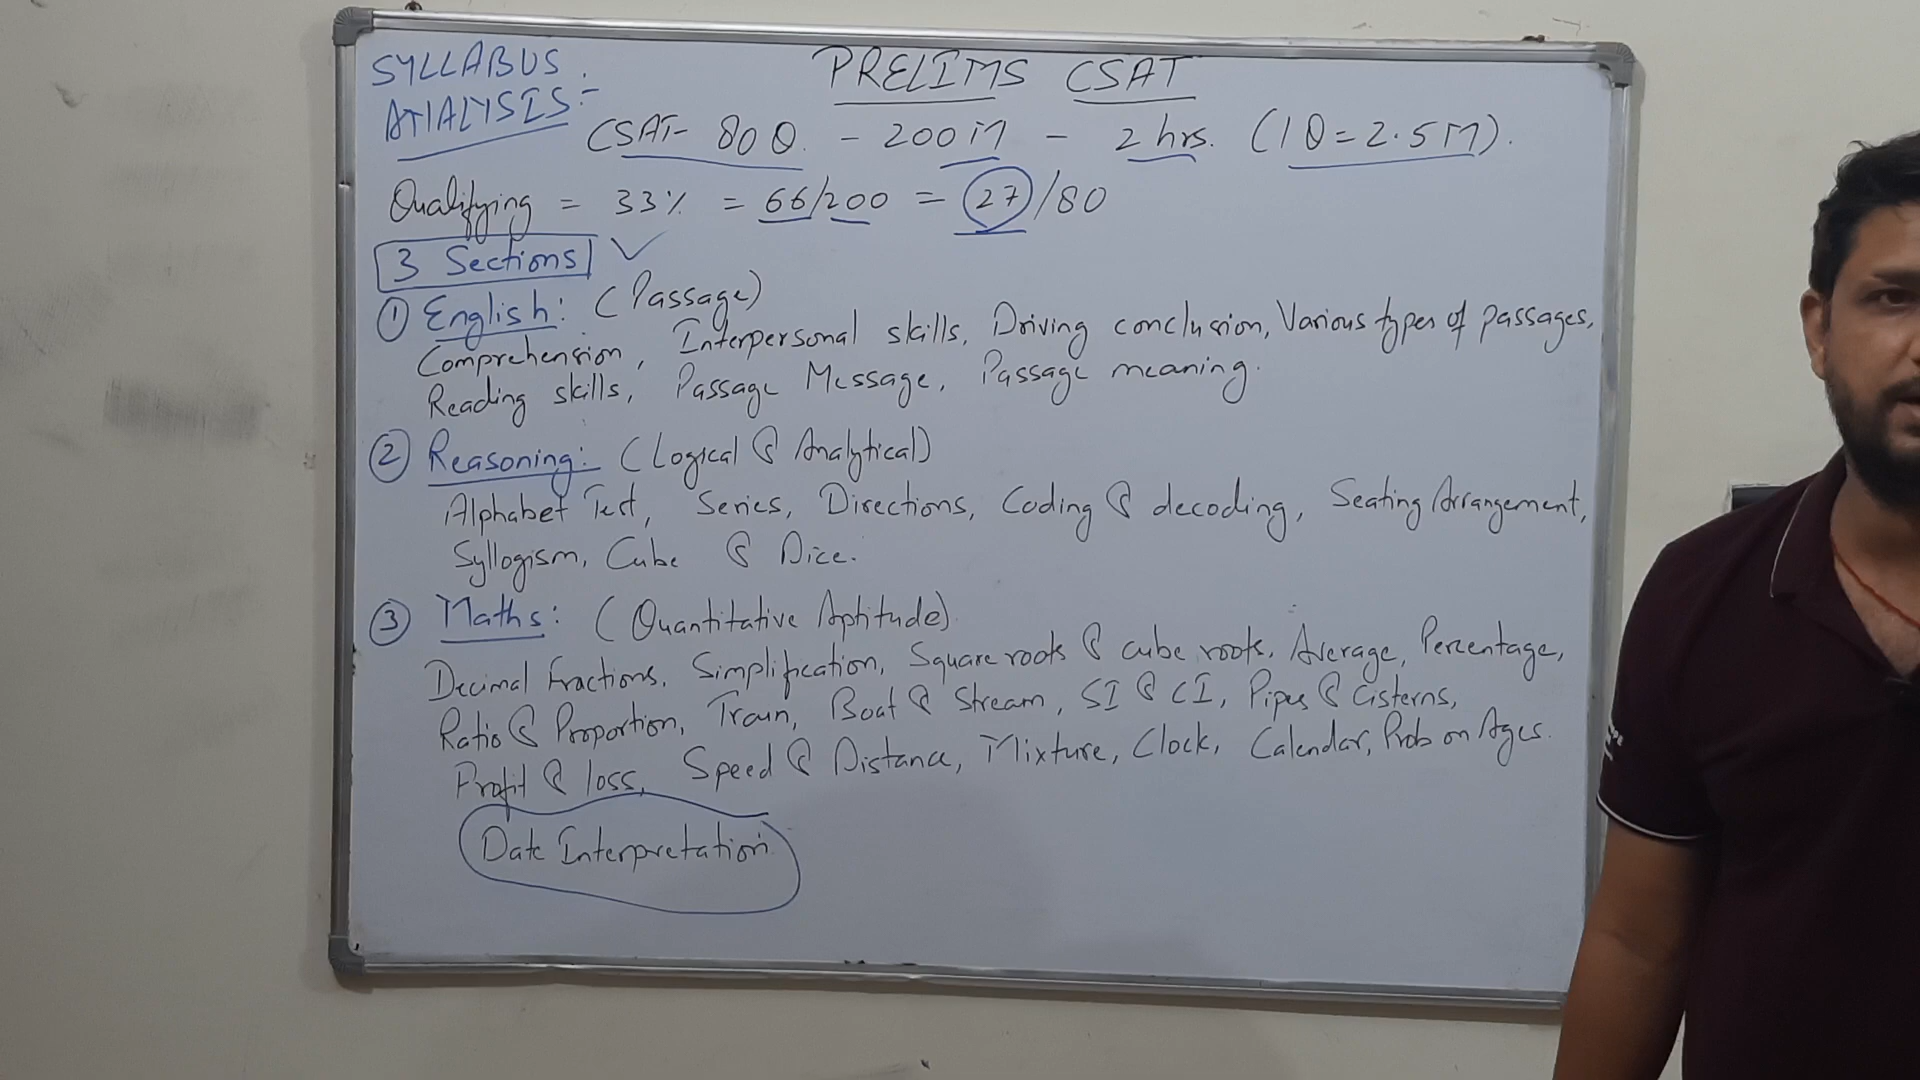 SYLLABUS
ANALYSIS:-
PRELIMS CSAT
CSAT- 80 Q. - 200 M - 2 hrs. (1 Q = 2.5 M).
Qualifying = 33% = 66/200 = 27/80
3 Sections
① English: (Passage)
Comprehension, Interpersonal skills, Driving conclusion, Various types of passages,
Reading skills, Passage Message, Passage meaning.
② Reasoning: (Logical & Analytical)
Alphabet Test, Series, Directions, Coding & decoding, Seating Arrangement,
Syllogism, Cube & Dice.
③ Maths: (Quantitative Aptitude)
Decimal Fractions, Simplification, Square roots & cube roots, Average, Percentage,
Ratio & Proportion, Train, Boat & Stream, SI & CI, Pipes & Cisterns,
Profit & loss, Speed & Distance, Mixture, Clock, Calendar, Prob on Ages.
Date Interpretation